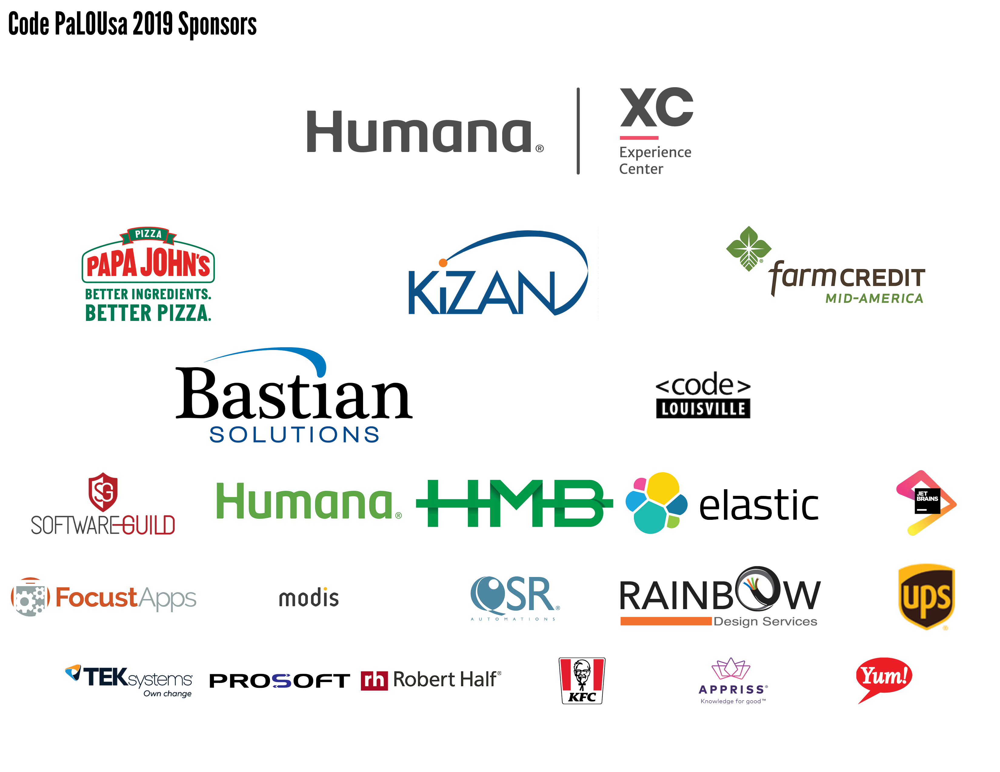 Code PaLOUsa 2019 Sponsors
Humana®
XC
Experience
Center
PIZZA
PAPA JOHN'S
BETTER INGREDIENTS.
BETTER PIZZA.
KiZAN
farm CREDIT ®
MID-AMERICA
Bastian
SOLUTIONS
<code>
LOUISVILLE
SG
SOFTWARE GUILD
Humana®
HMB
elastic
JET
BRAINS
FocustApps
modis
QSR®
AUTOMATIONS
RAINBOW
Design Services
ups ®
TEKsystems
Own change
PROSOFT
rh Robert Half®
KFC
APPRISS®
Knowledge for good™
Yum!